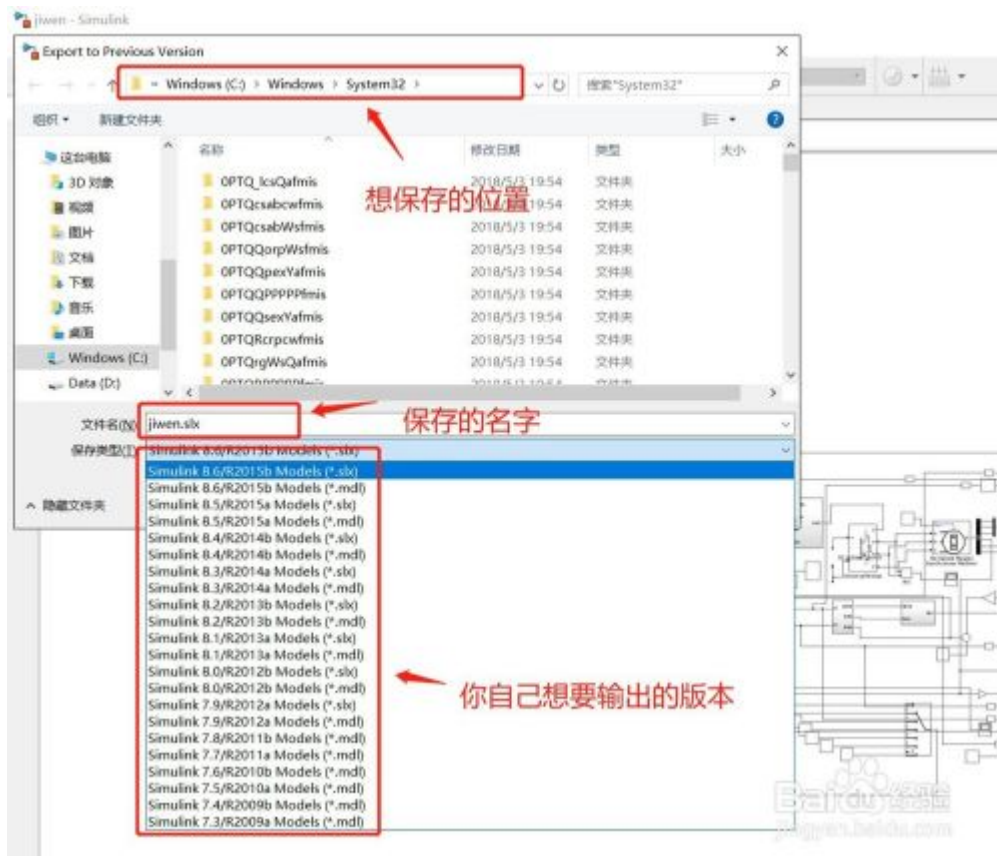 jiwen - Simulink
Export to Previous Version
« Windows (C:) > Windows > System32 >
搜索"System32"
组织
新建文件夹
名称
修改日期
类型
大小
这台电脑
3D 对象
视频
图片
文档
下载
音乐
桌面
Windows (C:)
Data (D:)
0PTQ_lcsQafmis 2018/5/3 19:54 文件夹
0PTQcsabcwfmis 2018/5/3 19:54 文件夹
0PTQcsabWsfmis 2018/5/3 19:54 文件夹
0PTQQorpWsfmis 2018/5/3 19:54 文件夹
0PTQQpexYafmis 2018/5/3 19:54 文件夹
0PTQQPPPPPfmis 2018/5/3 19:54 文件夹
0PTQQsexYafmis 2018/5/3 19:54 文件夹
0PTQRcrpcwfmis 2018/5/3 19:54 文件夹
0PTQrgWsQafmis 2018/5/3 19:54 文件夹
想保存的位置
文件名(N): jiwen.slx
保存的名字
保存类型(T): Simulink 8.6/R2015b Models (*.slx)
Simulink 8.6/R2015b Models (*.slx)
Simulink 8.6/R2015b Models (*.mdl)
Simulink 8.5/R2015a Models (*.slx)
Simulink 8.5/R2015a Models (*.mdl)
Simulink 8.4/R2014b Models (*.slx)
Simulink 8.4/R2014b Models (*.mdl)
Simulink 8.3/R2014a Models (*.slx)
Simulink 8.3/R2014a Models (*.mdl)
Simulink 8.2/R2013b Models (*.slx)
Simulink 8.2/R2013b Models (*.mdl)
Simulink 8.1/R2013a Models (*.slx)
Simulink 8.1/R2013a Models (*.mdl)
Simulink 8.0/R2012b Models (*.slx)
Simulink 8.0/R2012b Models (*.mdl)
Simulink 7.9/R2012a Models (*.slx)
Simulink 7.9/R2012a Models (*.mdl)
Simulink 7.8/R2011b Models (*.mdl)
Simulink 7.7/R2011a Models (*.mdl)
Simulink 7.6/R2010b Models (*.mdl)
Simulink 7.5/R2010a Models (*.mdl)
Simulink 7.4/R2009b Models (*.mdl)
Simulink 7.3/R2009a Models (*.mdl)
隐藏文件夹
你自己想要输出的版本
Baidu经验
jingyan.baidu.com